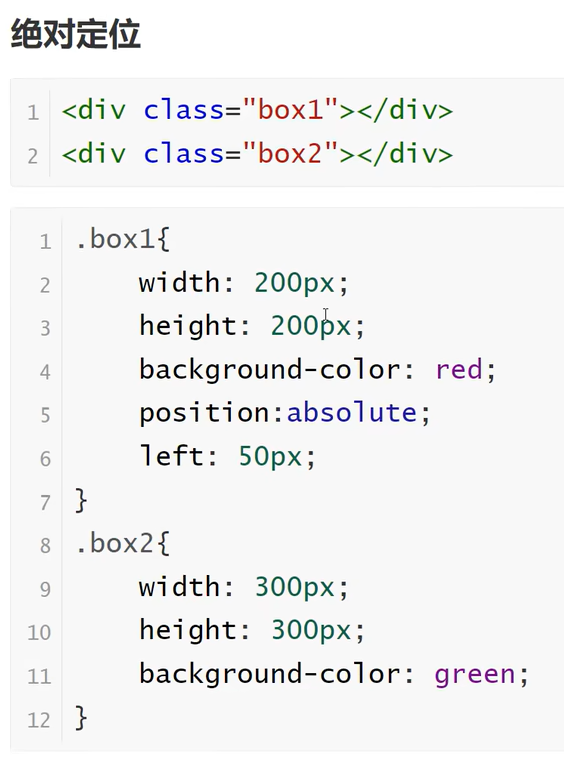 绝对定位
1 <div class="box1"></div>
2 <div class="box2"></div>
1 .box1{
2     width: 200px;
3     height: 200px;
4     background-color: red;
5     position:absolute;
6     left: 50px;
7 }
8 .box2{
9     width: 300px;
10     height: 300px;
11     background-color: green;
12 }